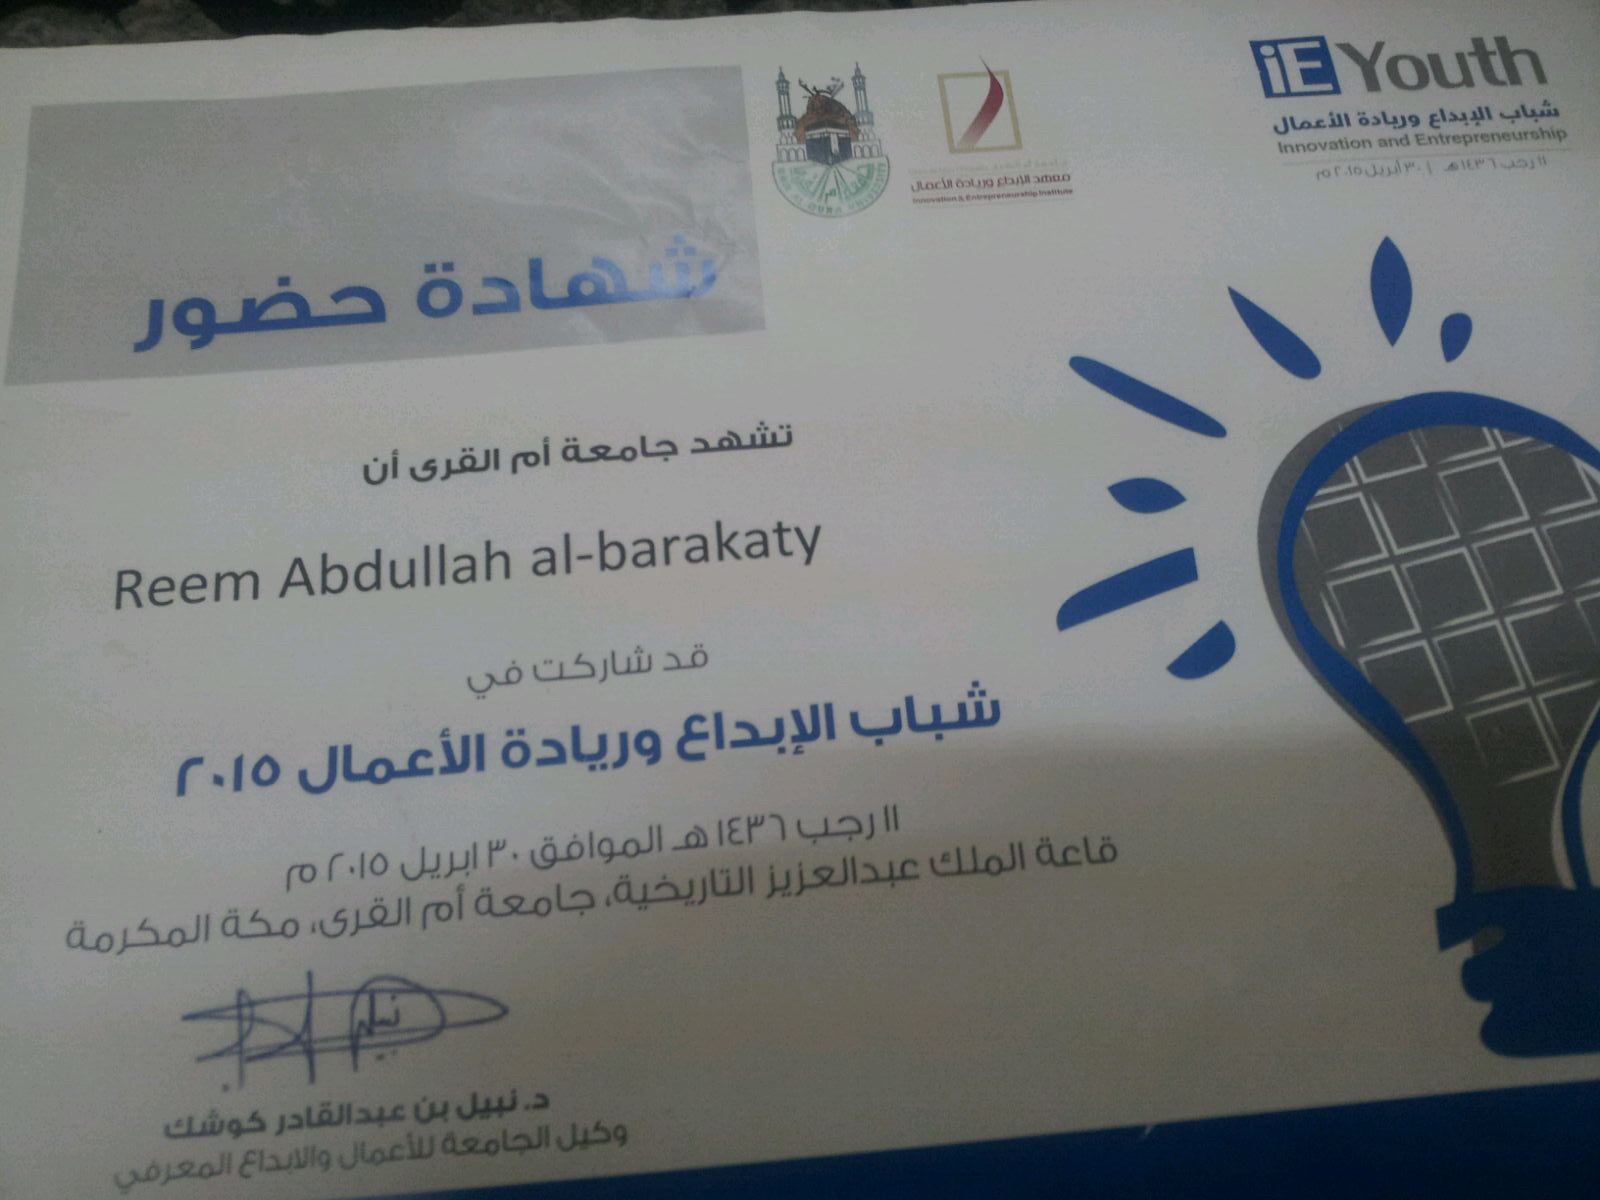 iE Youth
شباب الإبداع وريادة الأعمال
Innovation and Entrepreneurship
١١ رجب ١٤٣٦هـ | ٣٠ أبريل ٢٠١٥م
معهد الإبداع وريادة الأعمال
Innovation & Entrepreneurship Institute
شهادة حضور
تشهد جامعة أم القرى أن
Reem Abdullah al-barakaty
قد شاركت في
شباب الإبداع وريادة الأعمال ٢٠١٥
١١ رجب ١٤٣٦ هـ الموافق ٣٠ ابريل ٢٠١٥ م
قاعة الملك عبدالعزيز التاريخية، جامعة أم القرى، مكة المكرمة
نبيل
د. نبيل بن عبدالقادر كوشك
وكيل الجامعة للأعمال والابداع المعرفي